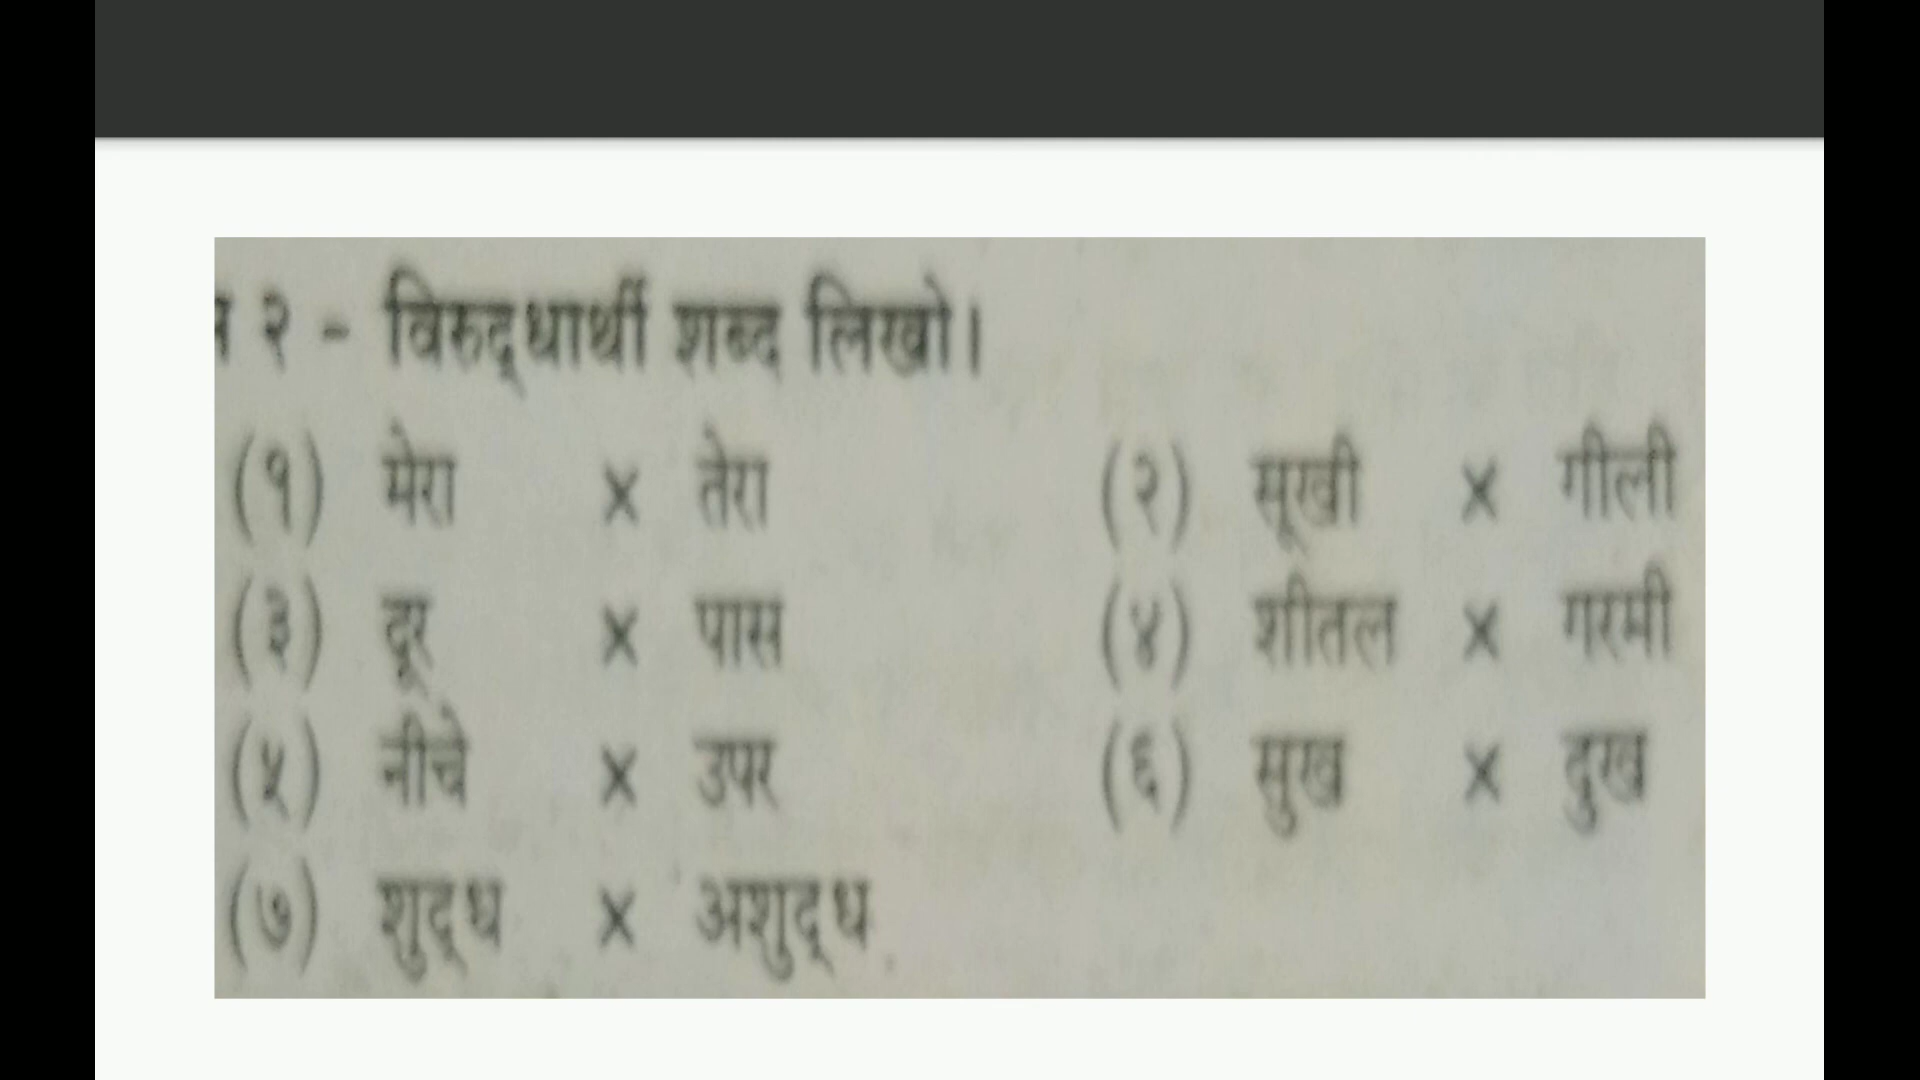 २ - विरुद्धार्थी शब्द लिखो।
(१) मेरा × तेरा (२) सूखी × गीली
(३) दूर × पास (४) शीतल × गरमी
(५) नीचे × उपर (६) सुख × दुख
(७) शुद्ध × अशुद्ध